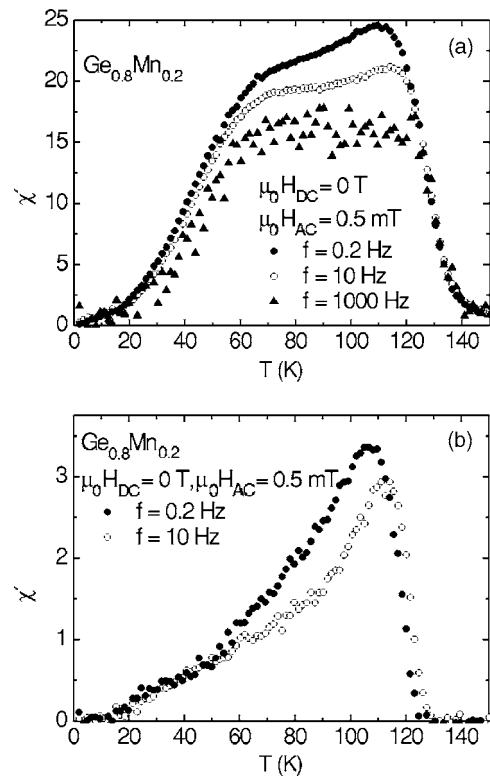 (a)
Ge0.8Mn0.2
μ0HDC = 0 T
μ0HAC = 0.5 mT
f = 0.2 Hz
f = 10 Hz
f = 1000 Hz
χ′
25
20
15
10
5
0
0 20 40 60 80 100 120 140
T (K)
(b)
Ge0.8Mn0.2
μ0HDC = 0 T, μ0HAC = 0.5 mT
f = 0.2 Hz
f = 10 Hz
χ′
3
2
1
0
0 20 40 60 80 100 120 140
T (K)